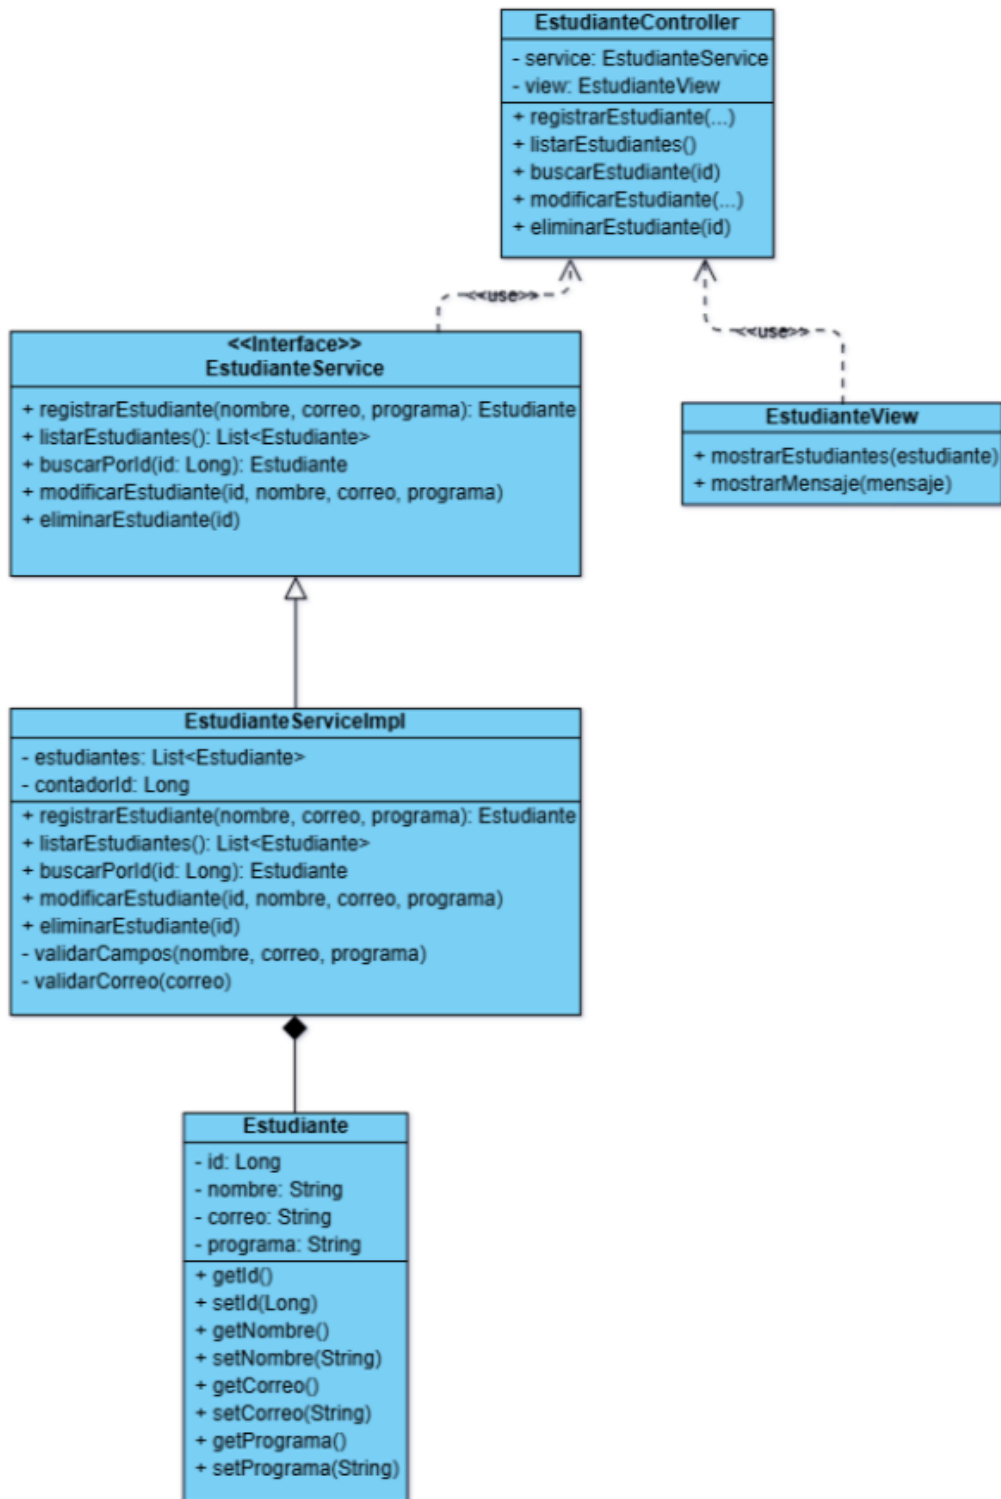 EstudianteController
- service: EstudianteService
- view: EstudianteView
+ registrarEstudiante(...)
+ listarEstudiantes()
+ buscarEstudiante(id)
+ modificarEstudiante(...)
+ eliminarEstudiante(id)
<<use>>
<<use>>
<<Interface>>
EstudianteService
+ registrarEstudiante(nombre, correo, programa): Estudiante
+ listarEstudiantes(): List<Estudiante>
+ buscarPorId(id: Long): Estudiante
+ modificarEstudiante(id, nombre, correo, programa)
+ eliminarEstudiante(id)
EstudianteView
+ mostrarEstudiantes(estudiante)
+ mostrarMensaje(mensaje)
EstudianteServiceImpl
- estudiantes: List<Estudiante>
- contadorId: Long
+ registrarEstudiante(nombre, correo, programa): Estudiante
+ listarEstudiantes(): List<Estudiante>
+ buscarPorId(id: Long): Estudiante
+ modificarEstudiante(id, nombre, correo, programa)
+ eliminarEstudiante(id)
- validarCampos(nombre, correo, programa)
- validarCorreo(correo)
Estudiante
- id: Long
- nombre: String
- correo: String
- programa: String
+ getId()
+ setId(Long)
+ getNombre()
+ setNombre(String)
+ getCorreo()
+ setCorreo(String)
+ getPrograma()
+ setPrograma(String)